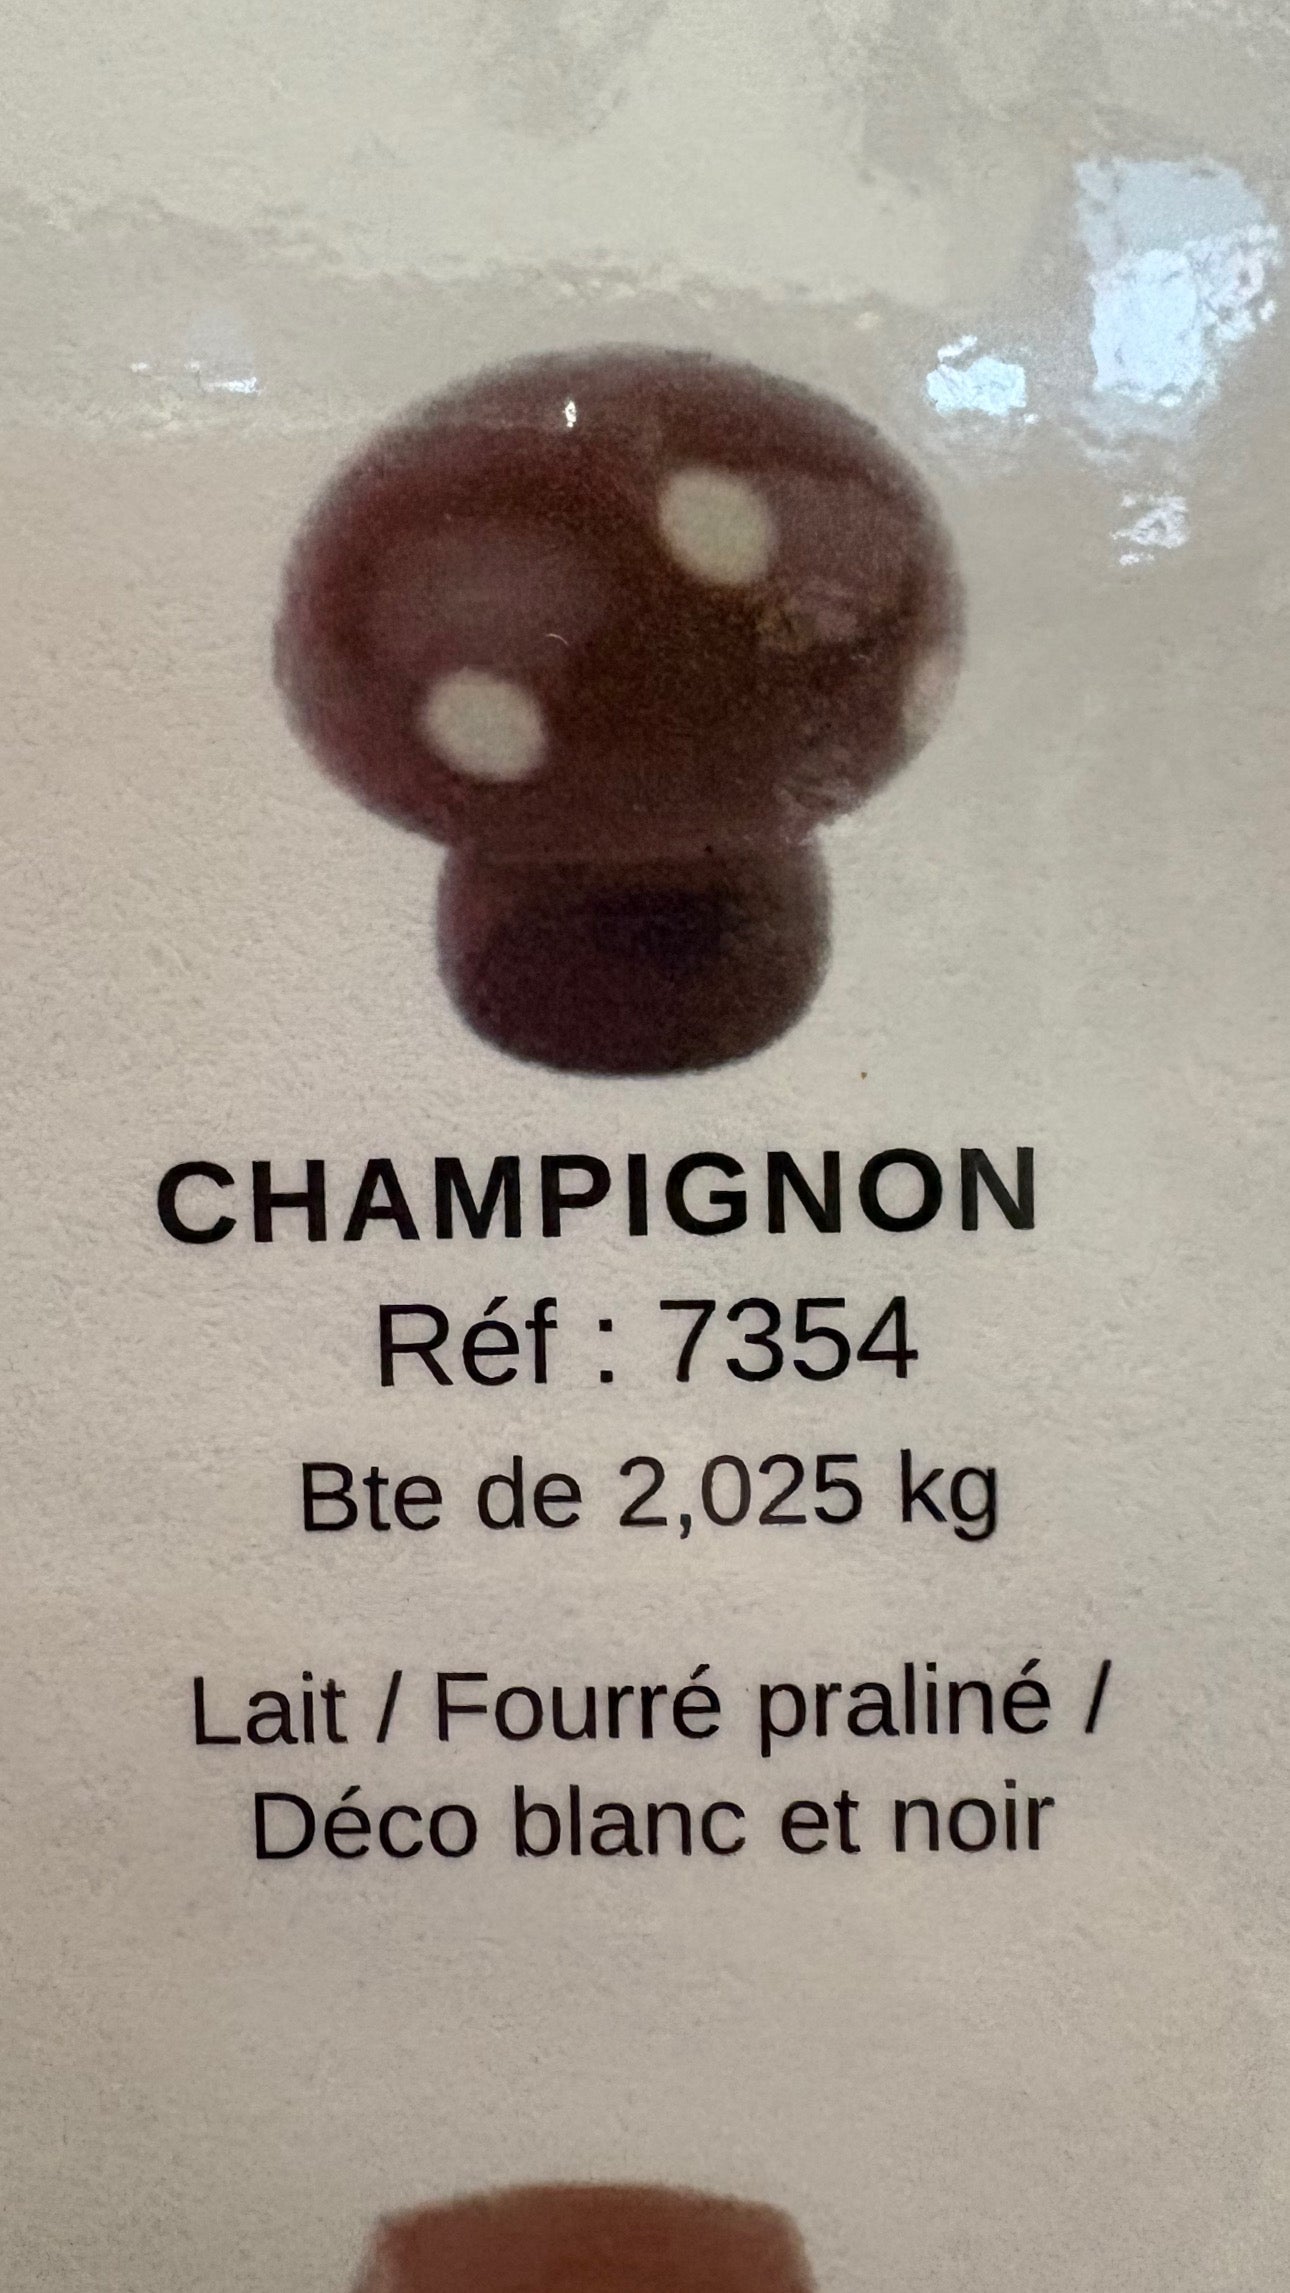 CHAMPIGNON
Réf : 7354
Bte de 2,025 kg
Lait / Fourré praliné /
Déco blanc et noir